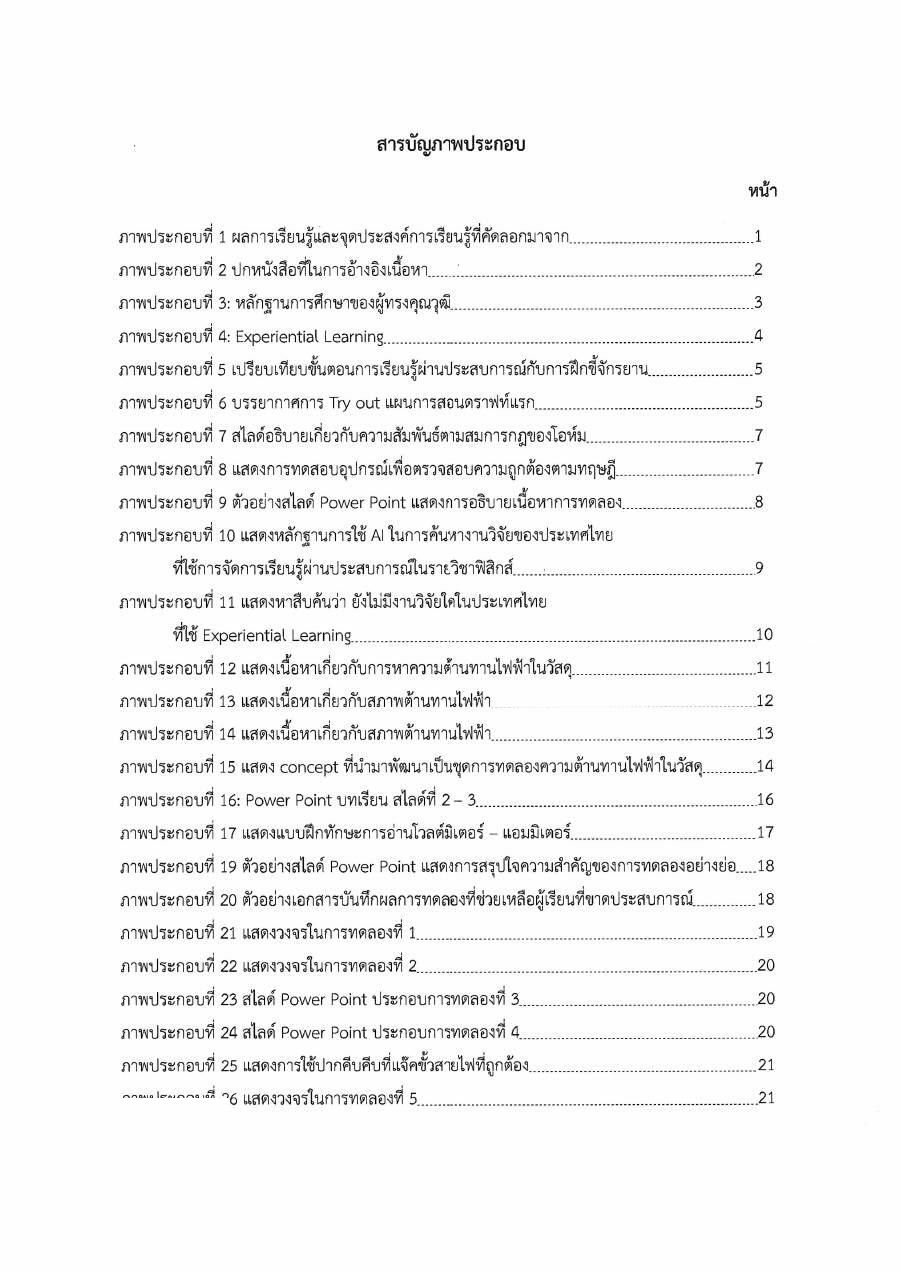 สารบัญภาพประกอบ
หน้า
ภาพประกอบที่ 1 ผลการเรียนรู้และจุดประสงค์การเรียนรู้ที่คัดลอกมาจาก 1
ภาพประกอบที่ 2 ปกหนังสือที่ในการอ้างอิงเนื้อหา 2
ภาพประกอบที่ 3: หลักฐานการศึกษาของผู้ทรงคุณวุฒิ 3
ภาพประกอบที่ 4: Experiential Learning 4
ภาพประกอบที่ 5 เปรียบเทียบขั้นตอนการเรียนรู้ผ่านประสบการณ์กับการฝึกขี่จักรยาน 5
ภาพประกอบที่ 6 บรรยากาศการ Try out แผนการสอนดราฟท์แรก 5
ภาพประกอบที่ 7 สไลด์อธิบายเกี่ยวกับความสัมพันธ์ตามสมการกฎของโอห์ม 7
ภาพประกอบที่ 8 แสดงการทดสอบอุปกรณ์เพื่อตรวจสอบความถูกต้องตามทฤษฎี 7
ภาพประกอบที่ 9 ตัวอย่างสไลด์ Power Point แสดงการอธิบายเนื้อหาการทดลอง 8
ภาพประกอบที่ 10 แสดงหลักฐานการใช้ AI ในการค้นหางานวิจัยของประเทศไทย
ที่ใช้การจัดการเรียนรู้ผ่านประสบการณ์ในรายวิชาฟิสิกส์ 9
ภาพประกอบที่ 11 แสดงหาสืบค้นว่า ยังไม่มีงานวิจัยใดในประเทศไทย
ที่ใช้ Experiential Learning 10
ภาพประกอบที่ 12 แสดงเนื้อหาเกี่ยวกับการหาความต้านทานไฟฟ้าในวัสดุ 11
ภาพประกอบที่ 13 แสดงเนื้อหาเกี่ยวกับสภาพต้านทานไฟฟ้า 12
ภาพประกอบที่ 14 แสดงเนื้อหาเกี่ยวกับสภาพต้านทานไฟฟ้า 13
ภาพประกอบที่ 15 แสดง concept ที่นำมาพัฒนาเป็นชุดการทดลองความต้านทานไฟฟ้าในวัสดุ 14
ภาพประกอบที่ 16: Power Point บทเรียน สไลด์ที่ 2 – 3 16
ภาพประกอบที่ 17 แสดงแบบฝึกทักษะการอ่านโวลต์มิเตอร์ – แอมมิเตอร์ 17
ภาพประกอบที่ 19 ตัวอย่างสไลด์ Power Point แสดงการสรุปใจความสำคัญของการทดลองอย่างย่อ 18
ภาพประกอบที่ 20 ตัวอย่างเอกสารบันทึกผลการทดลองที่ช่วยเหลือผู้เรียนที่ขาดประสบการณ์ 18
ภาพประกอบที่ 21 แสดงวงจรในการทดลองที่ 1 19
ภาพประกอบที่ 22 แสดงวงจรในการทดลองที่ 2 20
ภาพประกอบที่ 23 สไลด์ Power Point ประกอบการทดลองที่ 3 20
ภาพประกอบที่ 24 สไลด์ Power Point ประกอบการทดลองที่ 4 20
ภาพประกอบที่ 25 แสดงการใช้ปากคีบคีบที่แจ๊คขั้วสายไฟที่ถูกต้อง 21
ภาพประกอบที่ 26 แสดงวงจรในการทดลองที่ 5 21